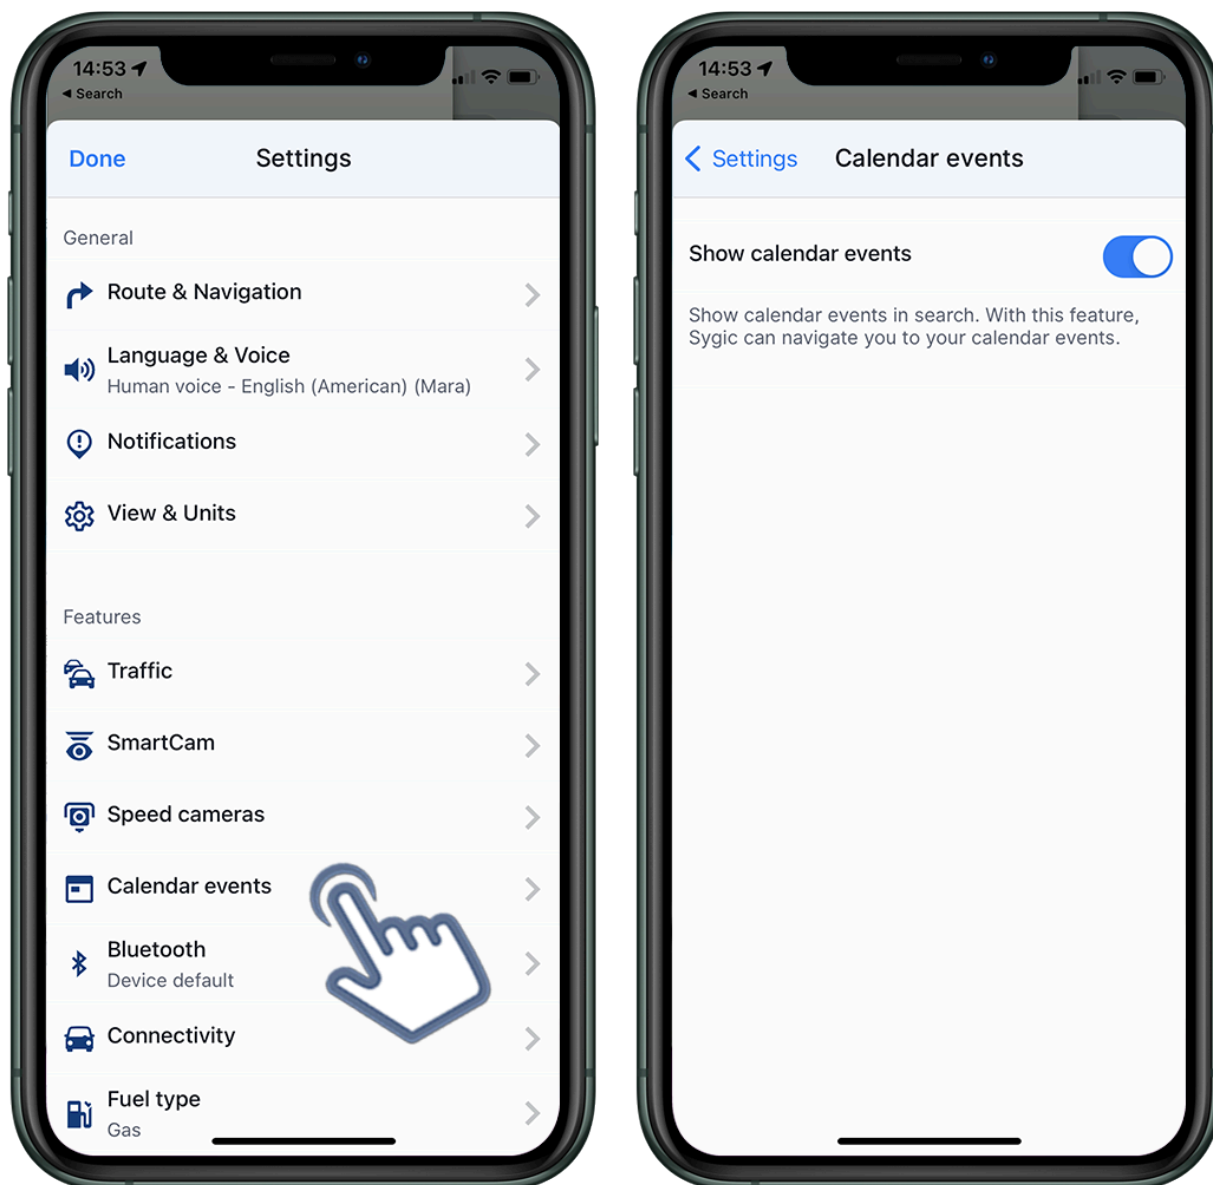 14:53
Search
Done
Settings
General
Route & Navigation
Language & Voice
Human voice - English (American) (Mara)
Notifications
View & Units
Features
Traffic
SmartCam
Speed cameras
Calendar events
Bluetooth
Device default
Connectivity
Fuel type
Gas
14:53
Search
Settings
Calendar events
Show calendar events
Show calendar events in search. With this feature,
Sygic can navigate you to your calendar events.